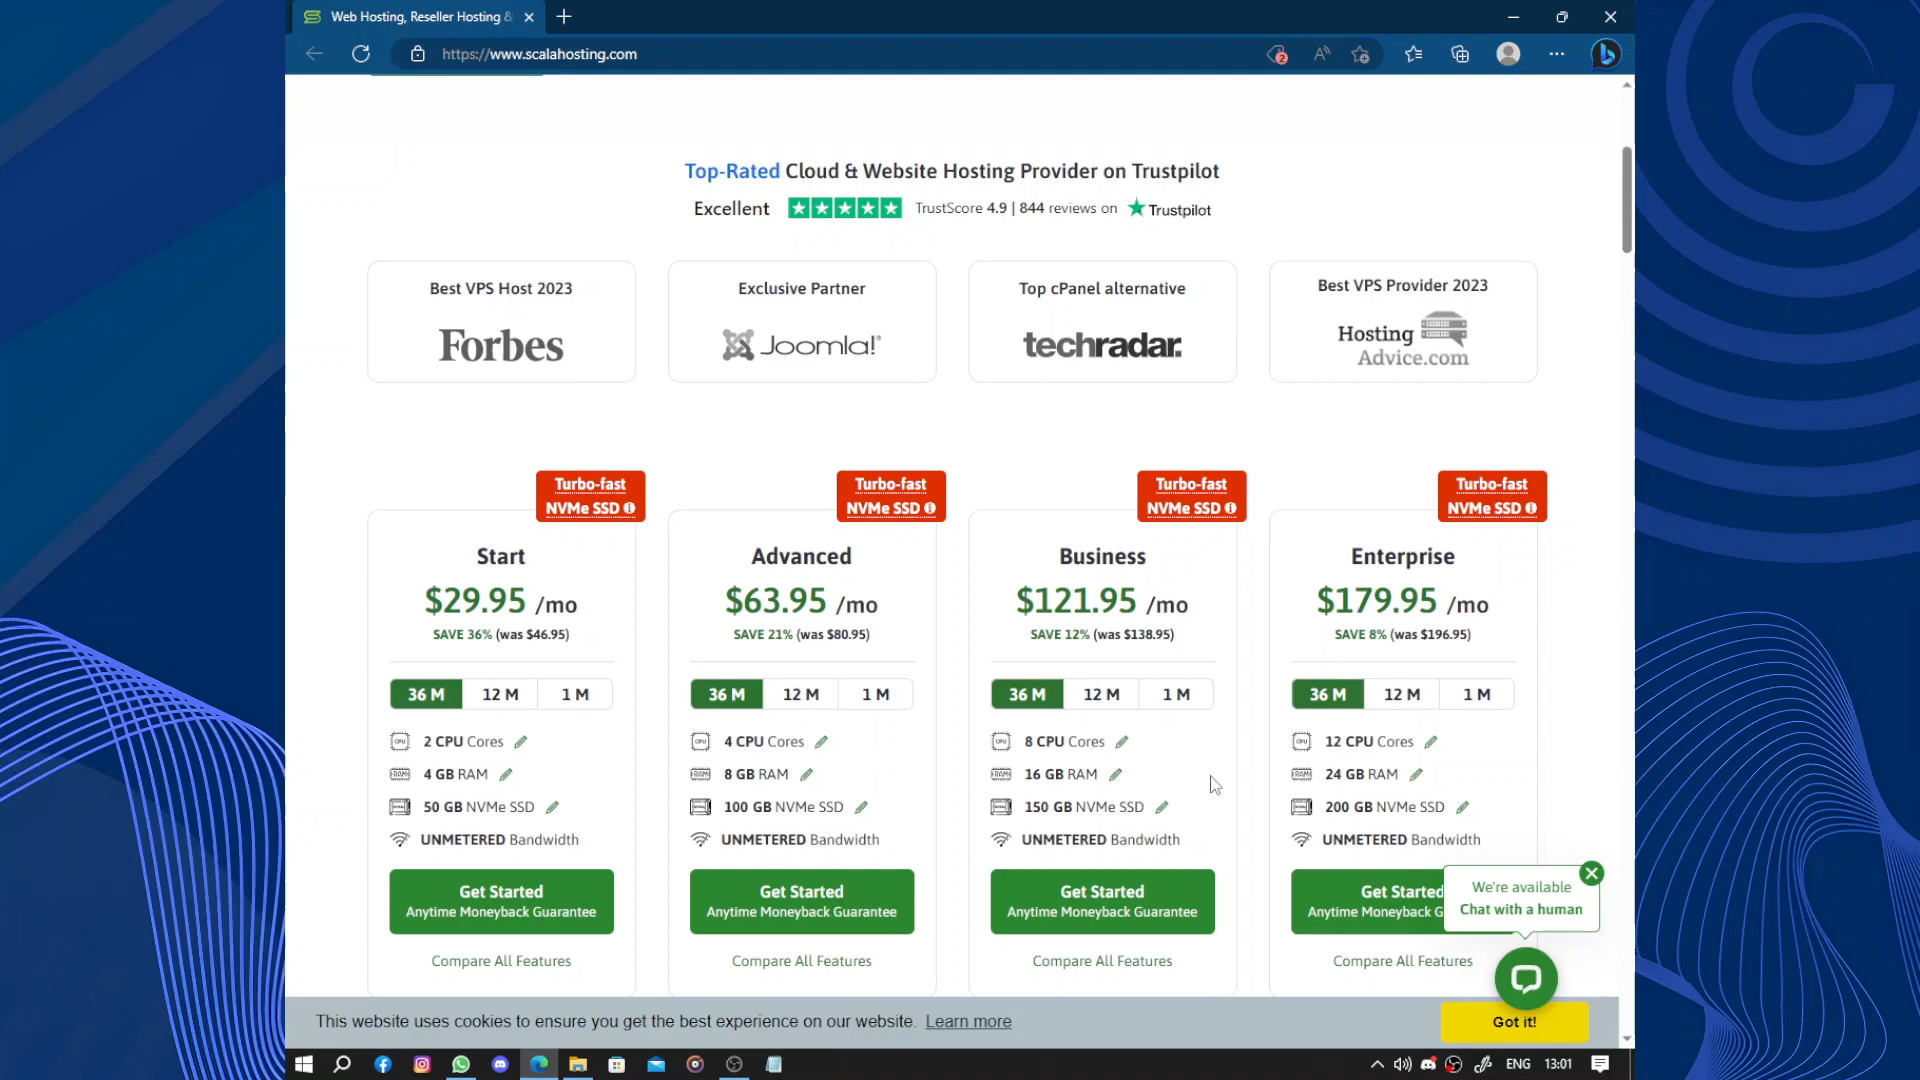 Web Hosting, Reseller Hosting &
https://www.scalahosting.com
2
Top-Rated Cloud & Website Hosting Provider on Trustpilot
Excellent TrustScore 4.9 | 844 reviews on Trustpilot
Best VPS Host 2023
Forbes
Exclusive Partner
Joomla!®
Top cPanel alternative
techradar.
Best VPS Provider 2023
Hosting
Advice.com
Turbo-fast
NVMe SSD
Start
$29.95 /mo
SAVE 36% (was $46.95)
36 M 12 M 1 M
CPU 2 CPU Cores
RAM 4 GB RAM
50 GB NVMe SSD
UNMETERED Bandwidth
Get Started
Anytime Moneyback Guarantee
Compare All Features
Turbo-fast
NVMe SSD
Advanced
$63.95 /mo
SAVE 21% (was $80.95)
36 M 12 M 1 M
CPU 4 CPU Cores
RAM 8 GB RAM
100 GB NVMe SSD
UNMETERED Bandwidth
Get Started
Anytime Moneyback Guarantee
Compare All Features
Turbo-fast
NVMe SSD
Business
$121.95 /mo
SAVE 12% (was $138.95)
36 M 12 M 1 M
CPU 8 CPU Cores
RAM 16 GB RAM
150 GB NVMe SSD
UNMETERED Bandwidth
Get Started
Anytime Moneyback Guarantee
Compare All Features
Turbo-fast
NVMe SSD
Enterprise
$179.95 /mo
SAVE 8% (was $196.95)
36 M 12 M 1 M
CPU 12 CPU Cores
RAM 24 GB RAM
200 GB NVMe SSD
UNMETERED Bandwidth
Get Started
Anytime Moneyback G
Compare All Features
We're available
Chat with a human
This website uses cookies to ensure you get the best experience on our website. Learn more
Got it!
ENG 13:01